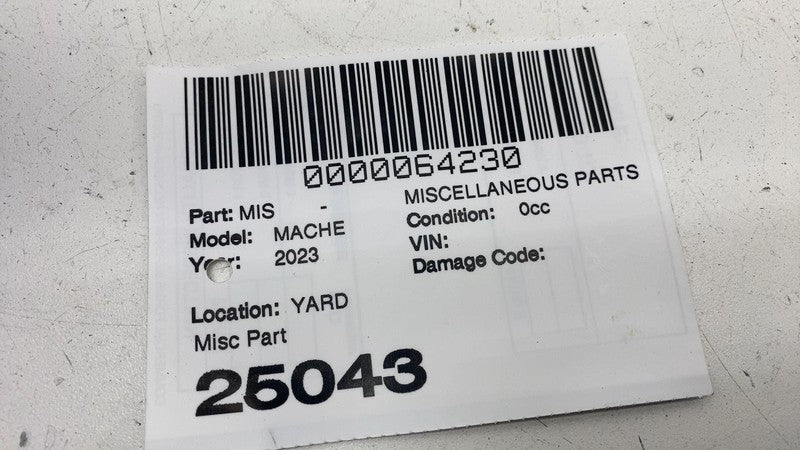 0000064230
Part: MIS - MISCELLANEOUS PARTS
Model: MACHE Condition: 0cc
Year: 2023 VIN:
Damage Code:
Location: YARD
Misc Part
25043